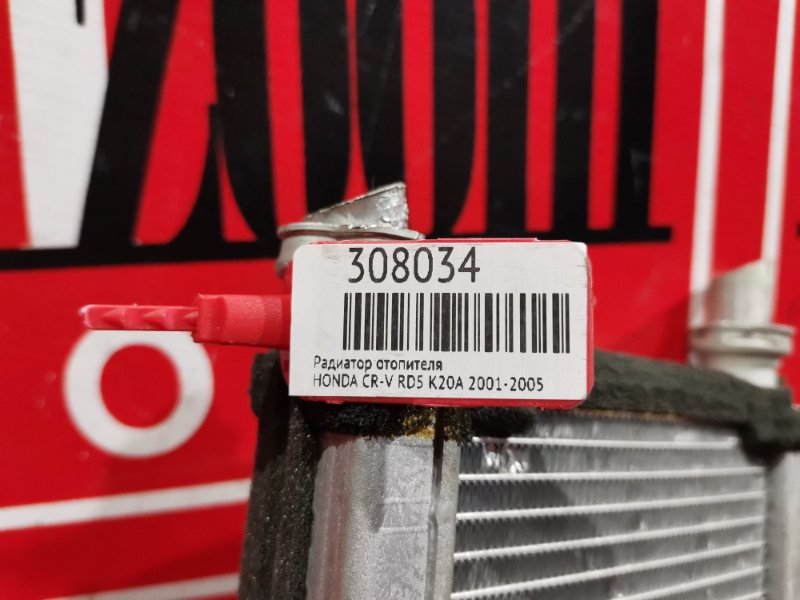 308034
Радиатор отопителя
HONDA CR-V RD5 K20A 2001-2005